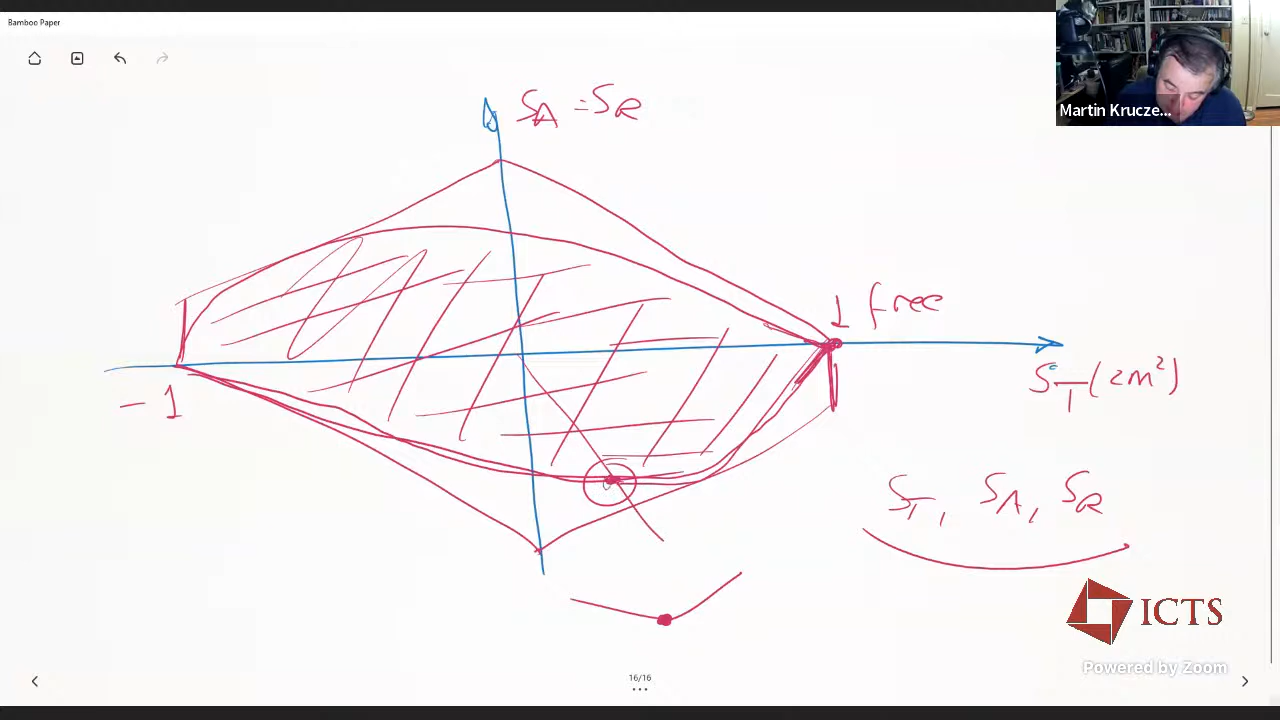 Bamboo Paper
Martin Krucze...
S_A = S_R
1 free
-1
S_T (2m²)
S_T, S_A, S_R
ICTS
Powered by Zoom
16/16